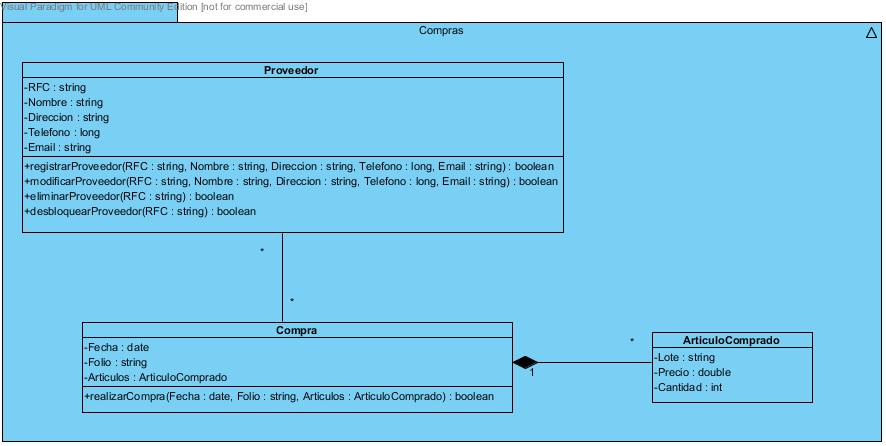 Visual Paradigm for UML Community Edition [not for commercial use]
Compras
Proveedor
-RFC : string
-Nombre : string
-Direccion : string
-Telefono : long
-Email : string
+registrarProveedor(RFC : string, Nombre : string, Direccion : string, Telefono : long, Email : string) : boolean
+modificarProveedor(RFC : string, Nombre : string, Direccion : string, Telefono : long, Email : string) : boolean
+eliminarProveedor(RFC : string) : boolean
+desbloquearProveedor(RFC : string) : boolean
*
*
Compra
-Fecha : date
-Folio : string
-Articulos : ArticuloComprado
+realizarCompra(Fecha : date, Folio : string, Articulos : ArticuloComprado) : boolean
1
*
ArticuloComprado
-Lote : string
-Precio : double
-Cantidad : int